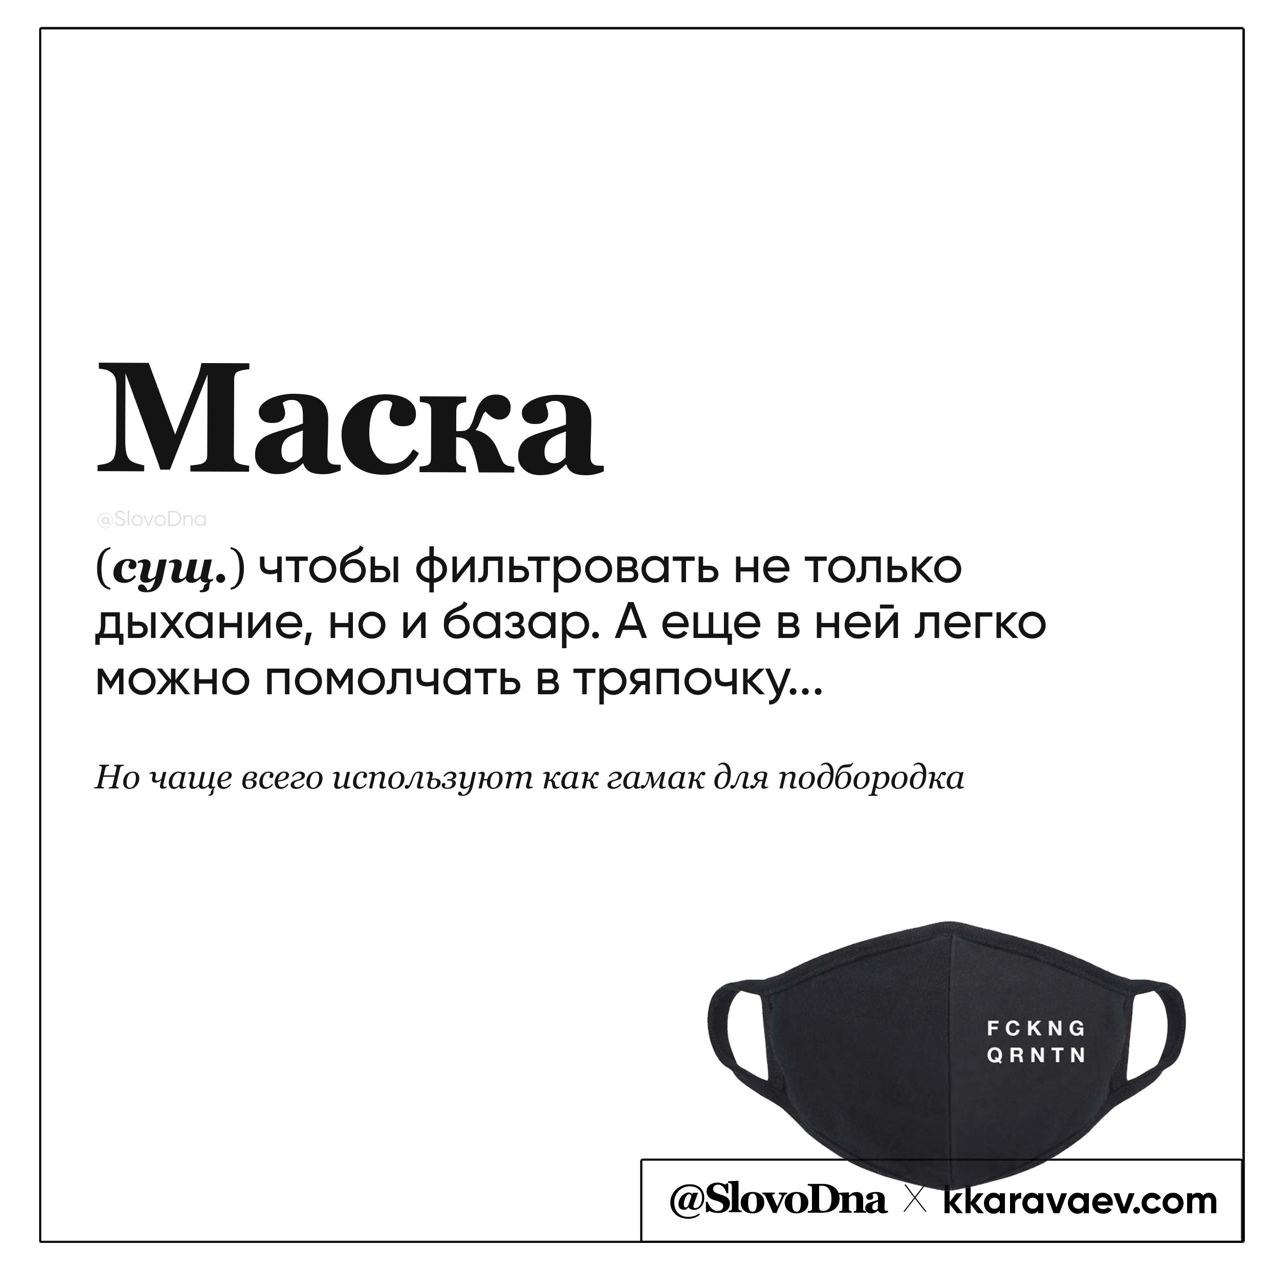 Маска
@SlovoDna
(сущ.) чтобы фильтровать не только
дыхание, но и базар. А еще в ней легко
можно помолчать в тряпочку...
Но чаще всего используют как гамак для подбородка
FCKNG
QRNTN
@SlovoDna × kkaravaev.com